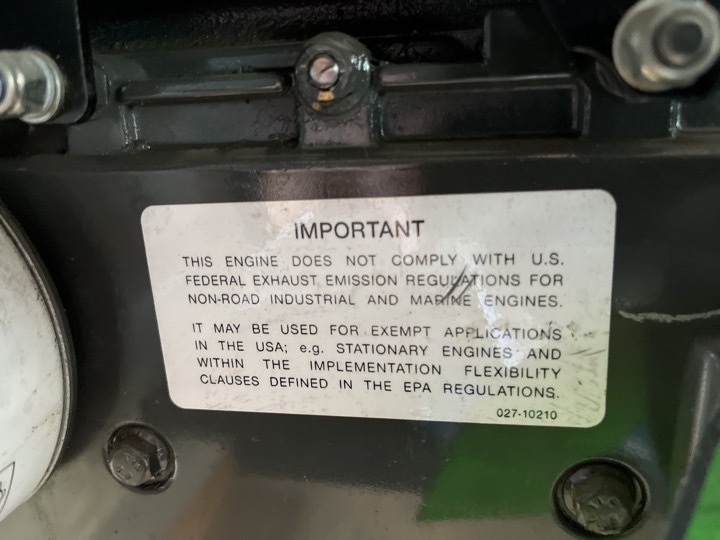 IMPORTANT
THIS ENGINE DOES NOT COMPLY WITH U.S.
FEDERAL EXHAUST EMISSION REGULATIONS FOR
NON-ROAD INDUSTRIAL AND MARINE ENGINES.
IT MAY BE USED FOR EXEMPT APPLICATIONS
IN THE USA; e.g. STATIONARY ENGINES AND
WITHIN THE IMPLEMENTATION FLEXIBILITY
CLAUSES DEFINED IN THE EPA REGULATIONS.
027-10210